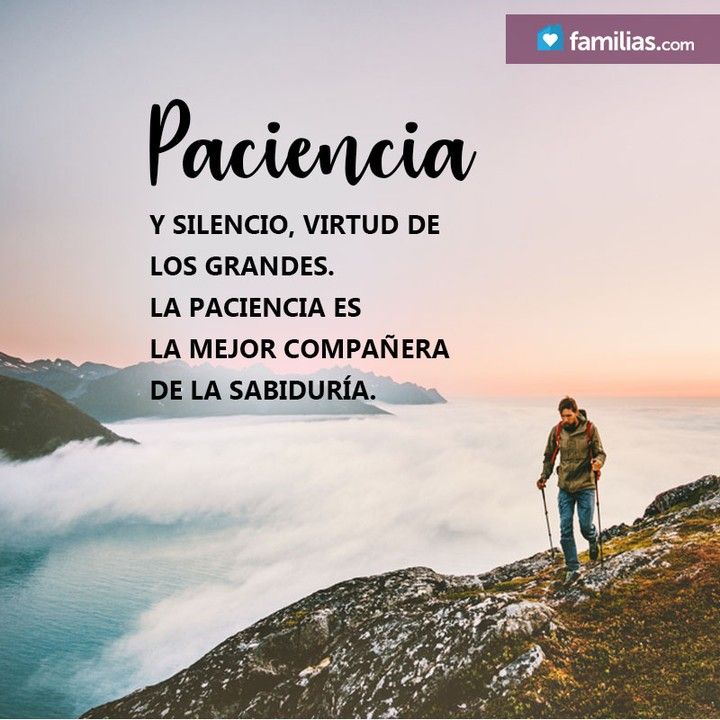 familias.com
Paciencia
Y SILENCIO, VIRTUD DE
LOS GRANDES.
LA PACIENCIA ES
LA MEJOR COMPAÑERA
DE LA SABIDURÍA.